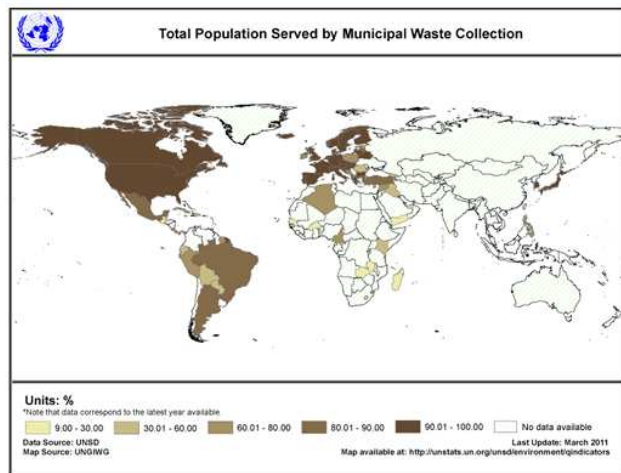 Total Population Served by Municipal Waste Collection
Units: %
*Note that data correspond to the latest year available.
9.00 - 30.00
30.01 - 60.00
60.01 - 80.00
80.01 - 90.00
90.01 - 100.00
No data available
Data Source: UNSD
Last Update: March 2011
Map Source: UNGIWG
Map available at: http://unstats.un.org/unsd/environment/qindicators